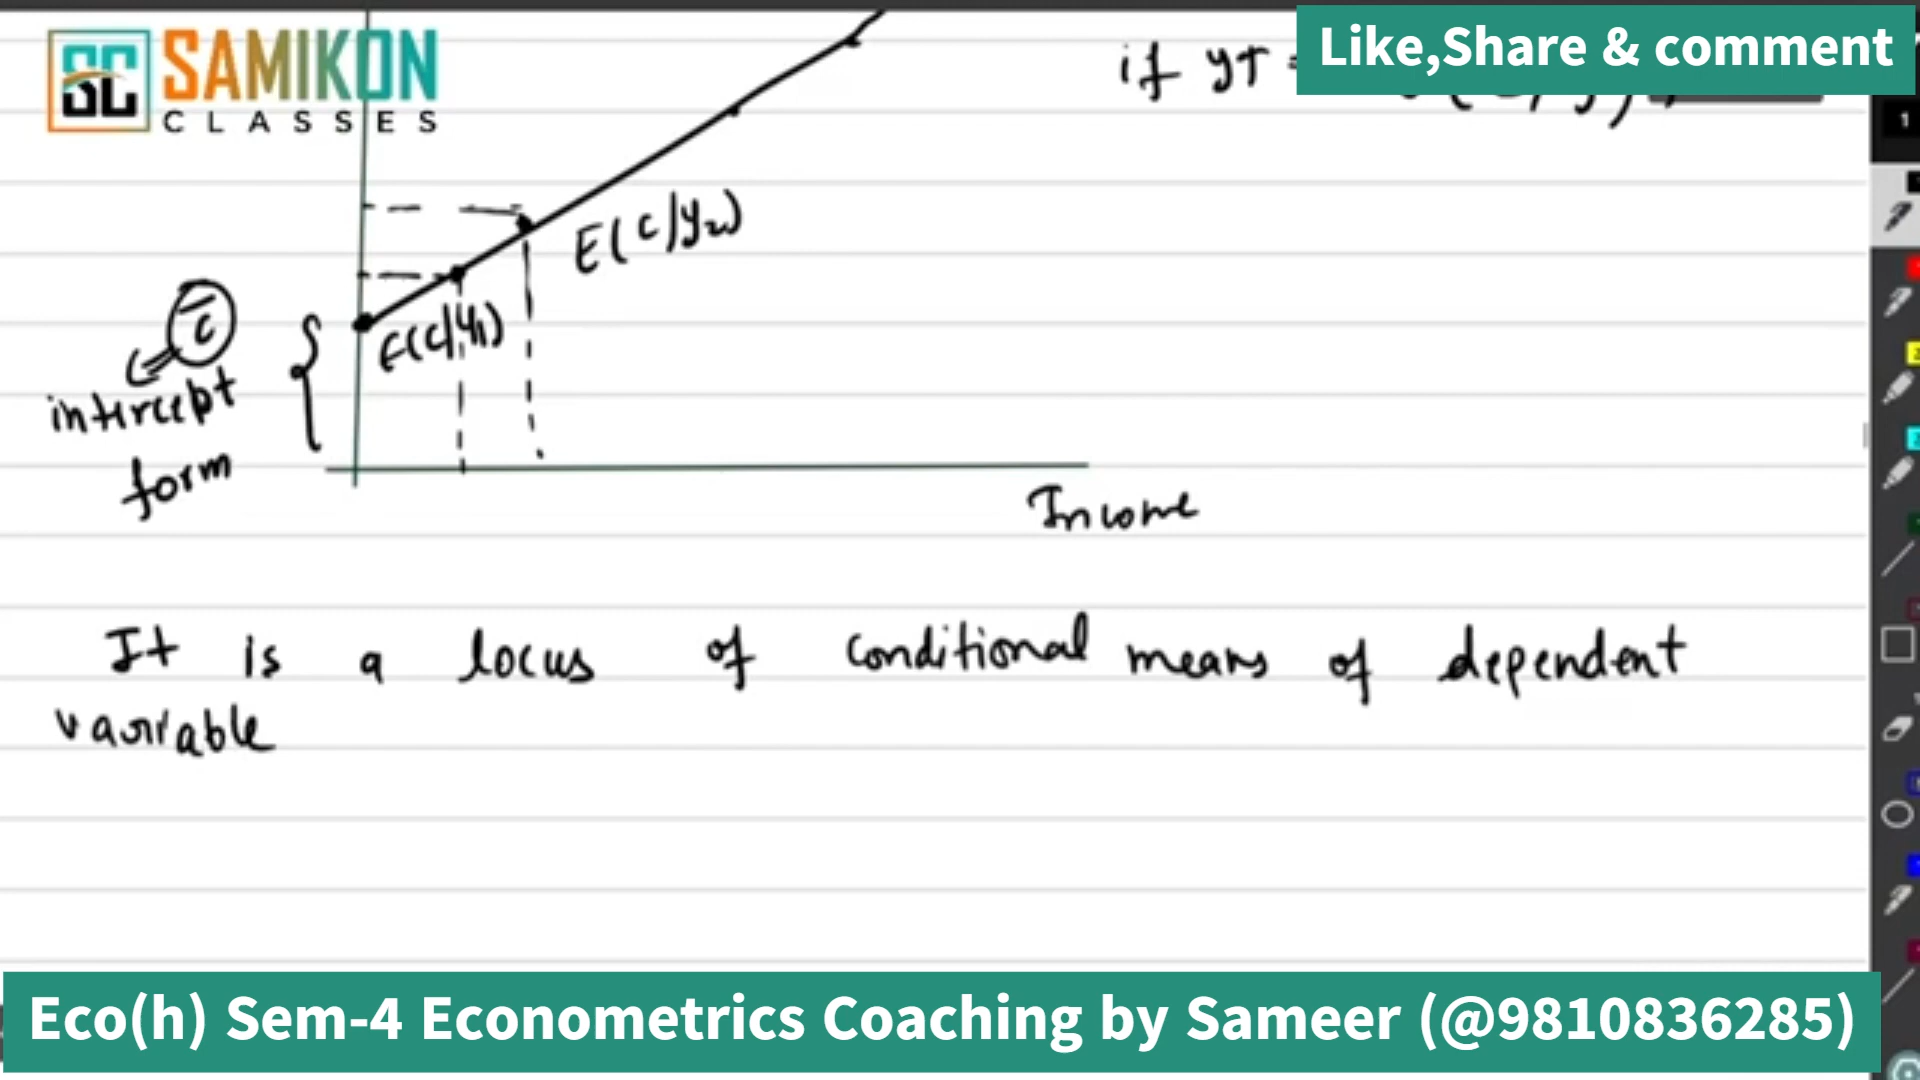 SC SAMIKON
CLASSES
Like,Share & comment
if y↑
E(c/y₂)
E(c/y₁)
c̄
intercept
form
Income
It is a locus of conditional means of dependent
variable
Eco(h) Sem-4 Econometrics Coaching by Sameer (@9810836285)